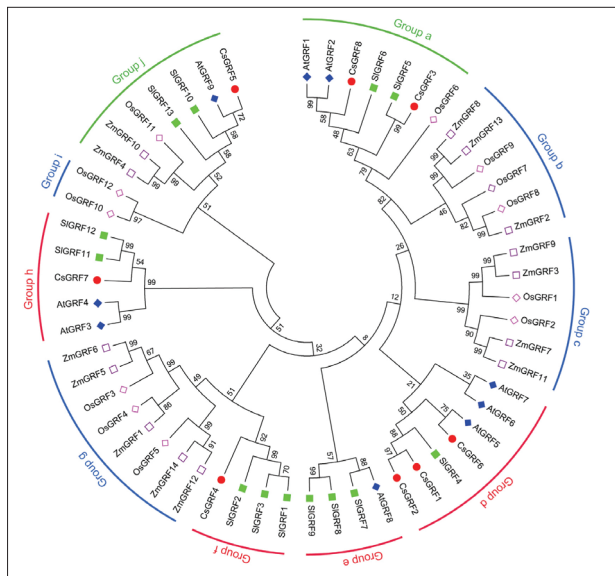 Group a
AtGRF1
AtGRF2
CsGRF8
SlGRF6
SlGRF5
CsGRF3
OsGRF6
Group b
ZmGRF8
ZmGRF13
OsGRF9
OsGRF7
OsGRF8
ZmGRF2
Group c
ZmGRF9
ZmGRF3
OsGRF1
OsGRF2
ZmGRF7
ZmGRF11
Group d
AtGRF7
AtGRF6
AtGRF5
CsGRF6
SlGRF4
CsGRF1
CsGRF2
Group e
AtGRF8
SlGRF7
SlGRF8
SlGRF9
Group f
SlGRF1
SlGRF3
SlGRF2
CsGRF4
Group g
ZmGRF12
ZmGRF14
OsGRF5
ZmGRF1
OsGRF4
OsGRF3
ZmGRF5
ZmGRF6
Group h
AtGRF3
AtGRF4
CsGRF7
SlGRF11
SlGRF12
Group i
OsGRF10
OsGRF12
Group j
ZmGRF4
ZmGRF10
OsGRF11
SlGRF13
SlGRF10
AtGRF9
CsGRF5
99
58
48
99
63
79
82
99
99
99
46
82
99
26
99
99
90
99
12
35
21
50
75
88
97
8
57
88
99
32
51
92
99
70
49
99
91
99
67
99
86
51
99
54
99
99
51
97
52
99
99
58
58
72